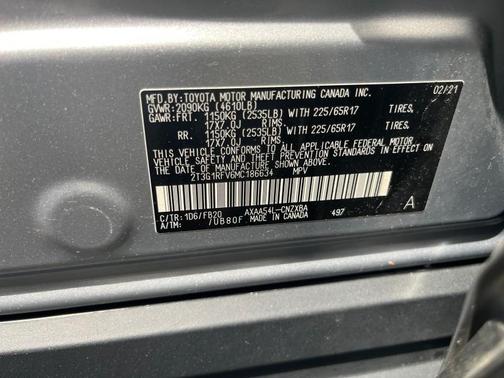 MFD.BY:TOYOTA MOTOR MANUFACTURING CANADA INC. 02/21
GVWR:2090KG (4610LB)
GAWR:FRT. 1150KG (2535LB) WITH 225/65R17 TIRES,
17X7.0J RIMS.
RR. 1150KG (2535LB) WITH 225/65R17 TIRES,
17X7.0J RIMS.
THIS VEHICLE CONFORMS TO ALL APPLICABLE FEDERAL MOTOR
VEHICLE SAFETY STANDARDS IN EFFECT ON
THE DATE OF MANUFACTURE SHOWN ABOVE.
2T3G1RFV6MC186634 MPV
C/TR:1D6/FB20 AXAA54L-CNZXBA 497 A
A/TM: /UB80F MADE IN CANADA